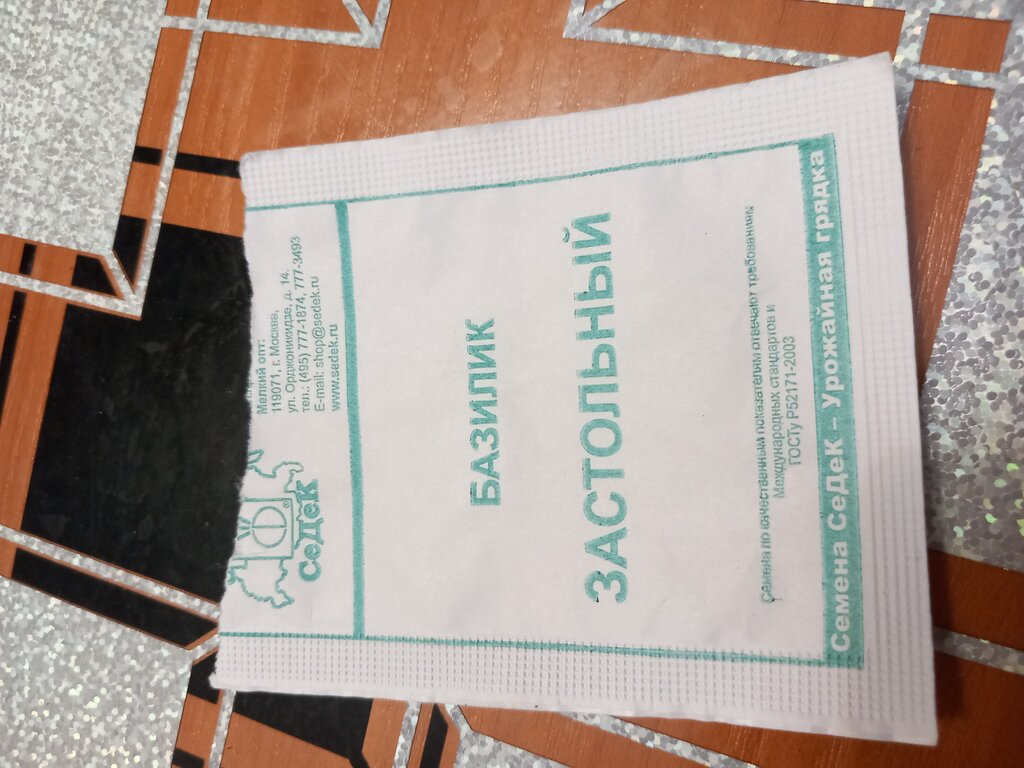 СеДеК
Мелкий опт:
119071, г. Москва,
ул. Орджоникидзе, д. 14,
тел.: (495) 777-1874, 777-3493
E-mail: shop@sedek.ru
www.sedek.ru
БАЗИЛИК
ЗАСТОЛЬНЫЙ
Семена по качественным показателям отвечают требованиям
Международных стандартов и
ГОСТу Р52171-2003
Семена СеДеК – Урожайная грядка